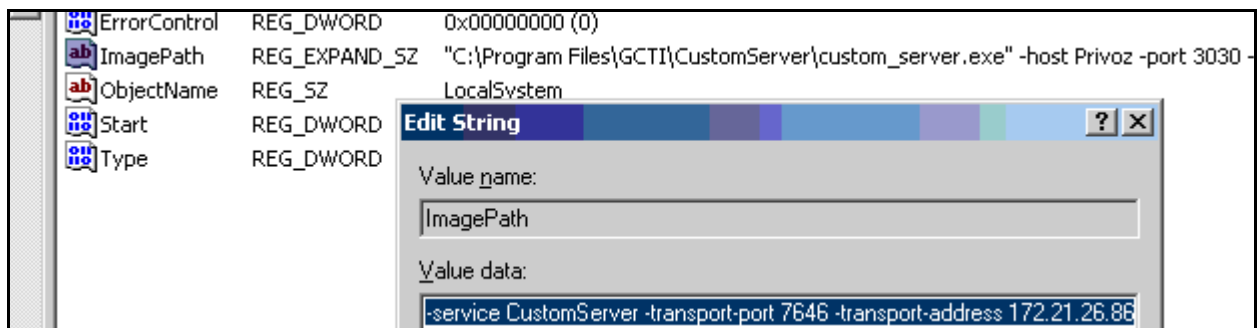 ErrorControl REG_DWORD 0x00000000 (0)
ImagePath REG_EXPAND_SZ "C:\Program Files\GCTI\CustomServer\custom_server.exe" -host Privoz -port 3030 -
ObjectName REG_SZ LocalSystem
Start REG_DWORD
Type REG_DWORD
Edit String
Value name:
ImagePath
Value data:
-service CustomServer -transport-port 7646 -transport-address 172.21.26.86